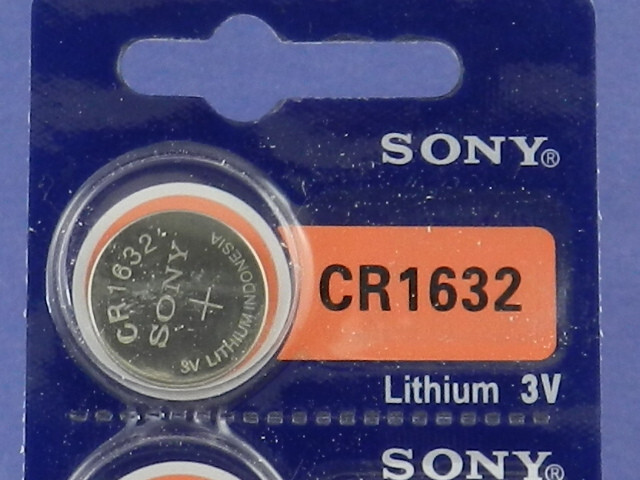 SONY®
CR1632
SONY
+
3V LITHIUM INDONESIA
CR1632
Lithium 3V
SONY®